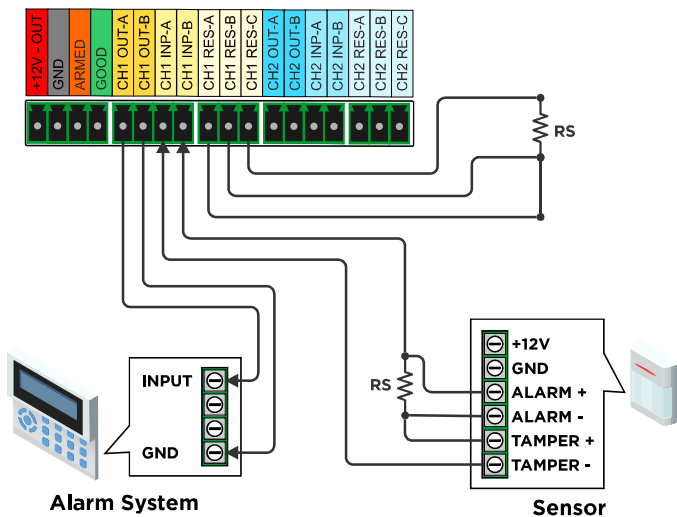 +12V - OUT
GND
ARMED
GOOD
CH1 OUT-A
CH1 OUT-B
CH1 INP-A
CH1 INP-B
CH1 RES-A
CH1 RES-B
CH1 RES-C
CH2 OUT-A
CH2 OUT-B
CH2 INP-A
CH2 INP-B
CH2 RES-A
CH2 RES-B
CH2 RES-C
RS
INPUT
GND
Alarm System
RS
+12V
GND
ALARM +
ALARM -
TAMPER +
TAMPER -
Sensor